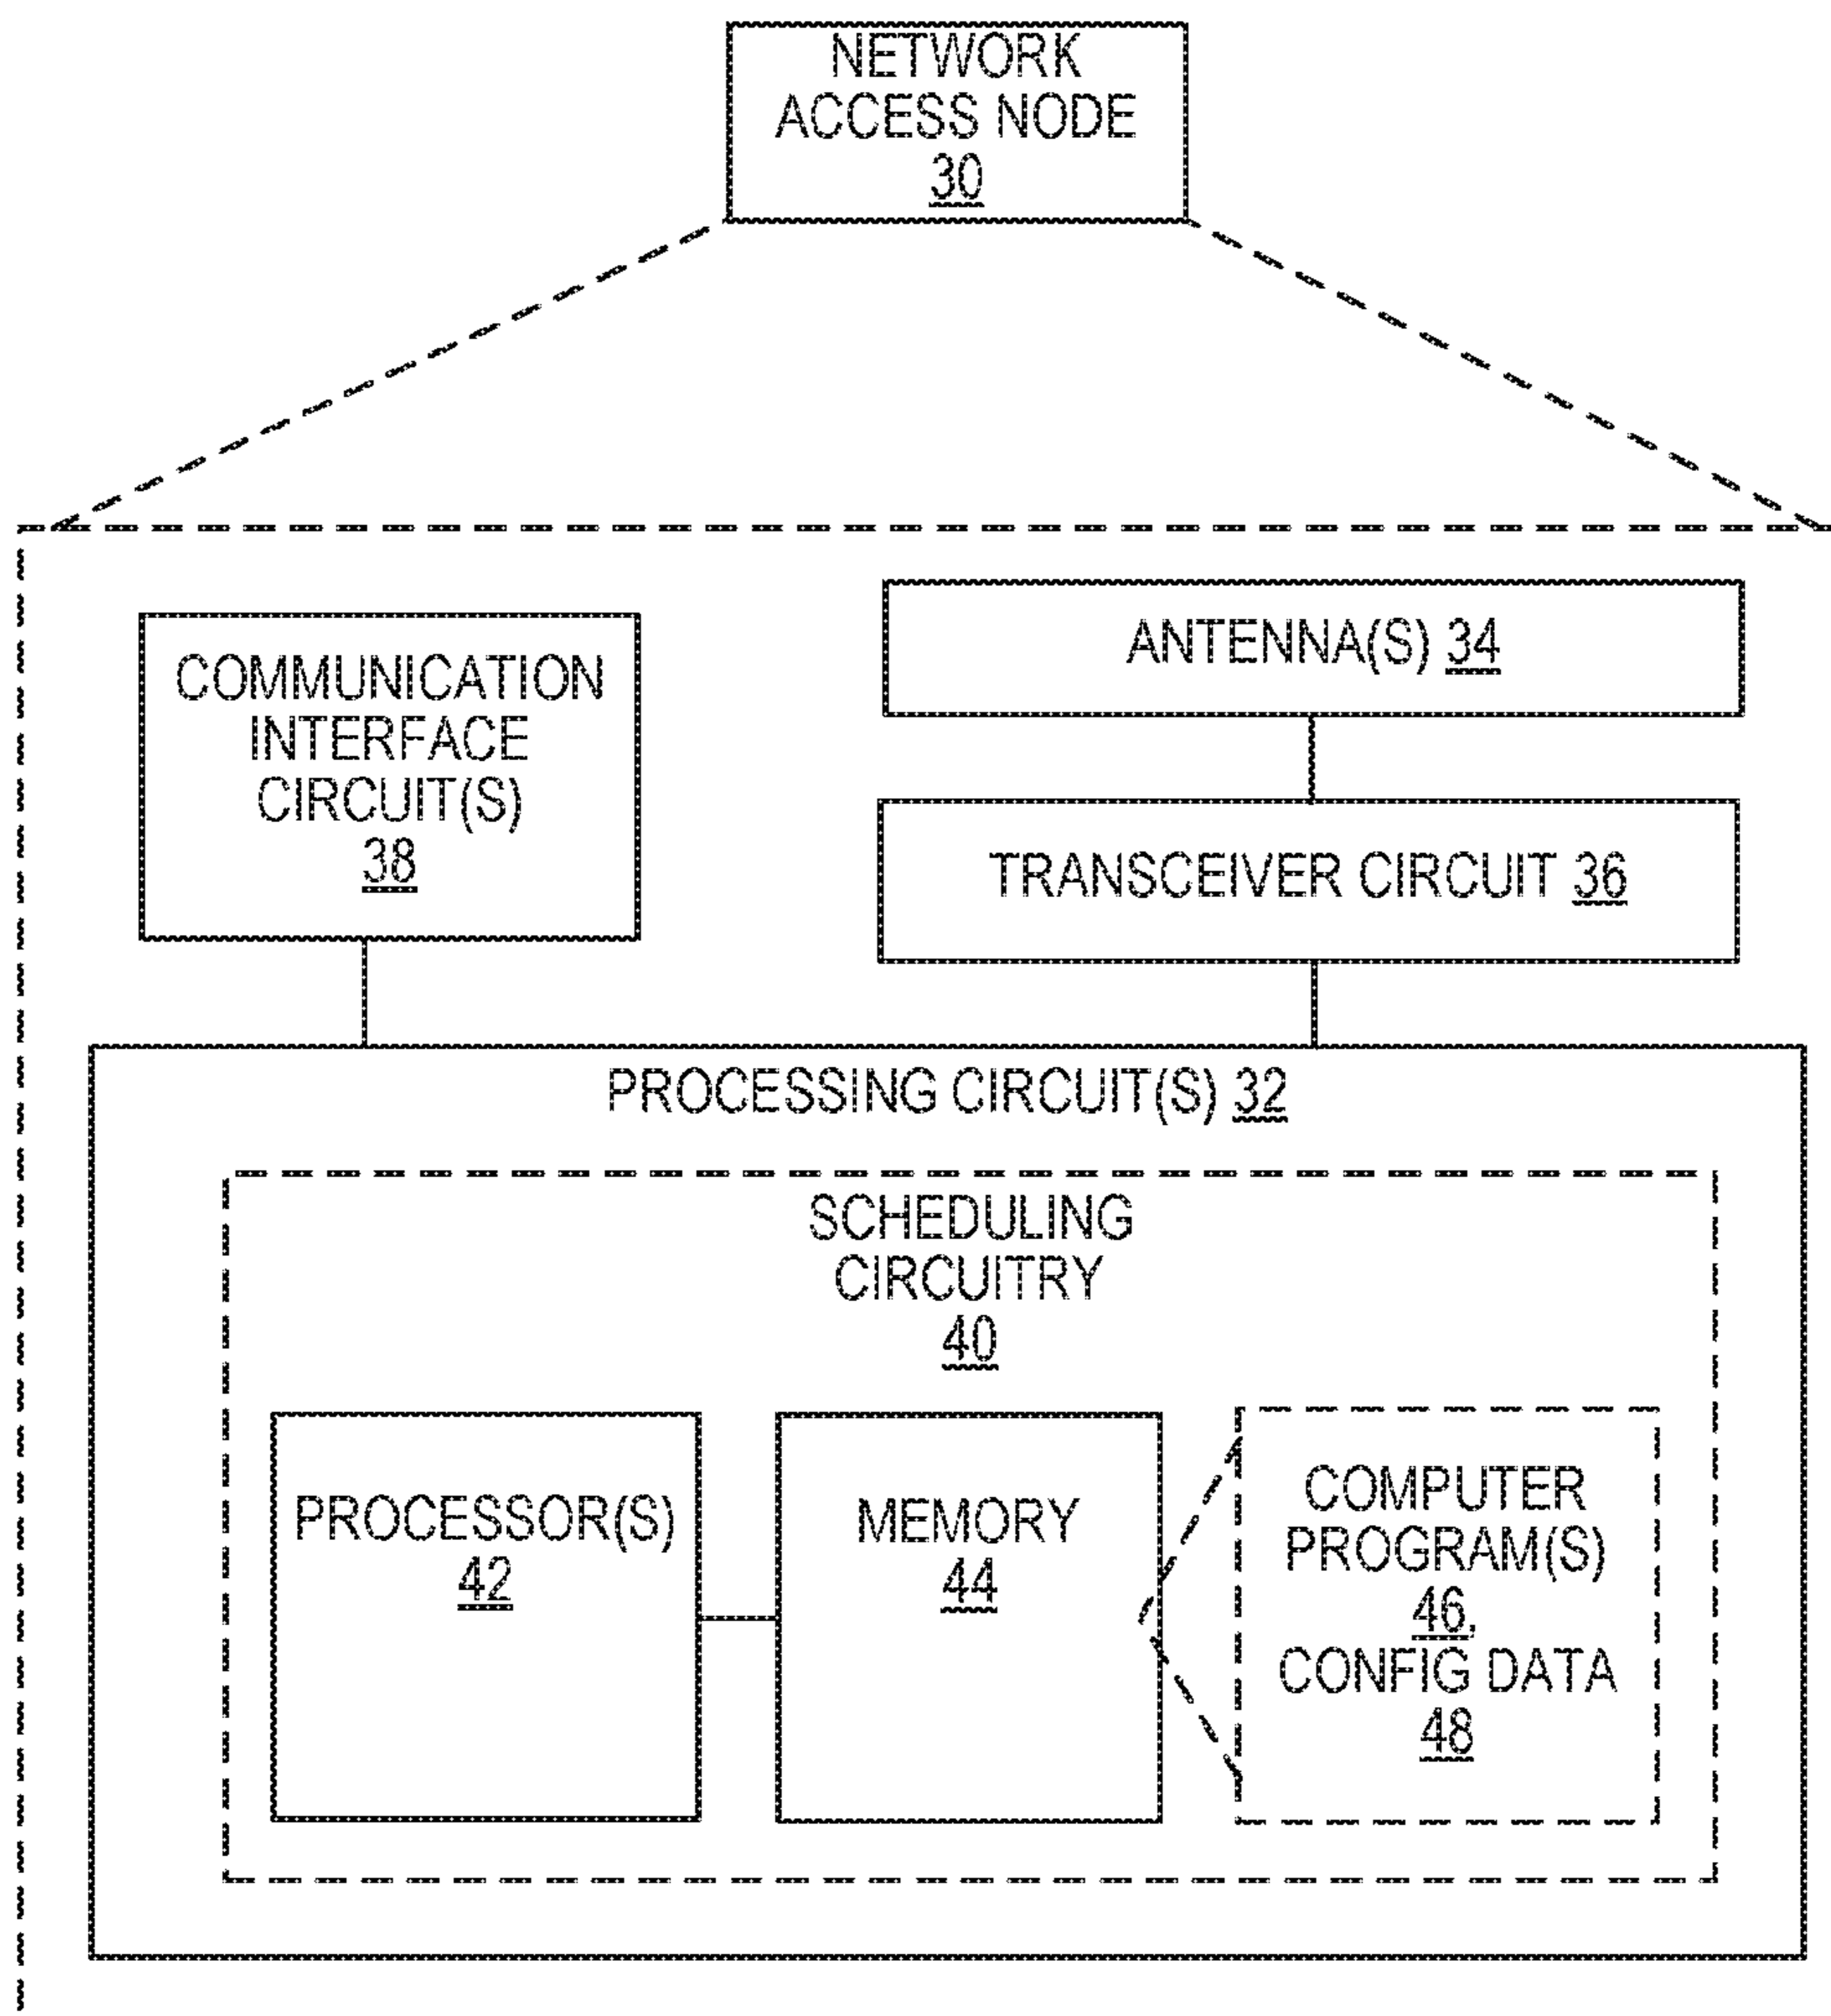 NETWORK
ACCESS NODE
30
ANTENNA(S) 34
COMMUNICATION
INTERFACE
CIRCUIT(S)
38
TRANSCEIVER CIRCUIT 36
PROCESSING CIRCUIT(S) 32
SCHEDULING
CIRCUITRY
40
PROCESSOR(S)
42
MEMORY
44
COMPUTER
PROGRAM(S)
46,
CONFIG DATA
48